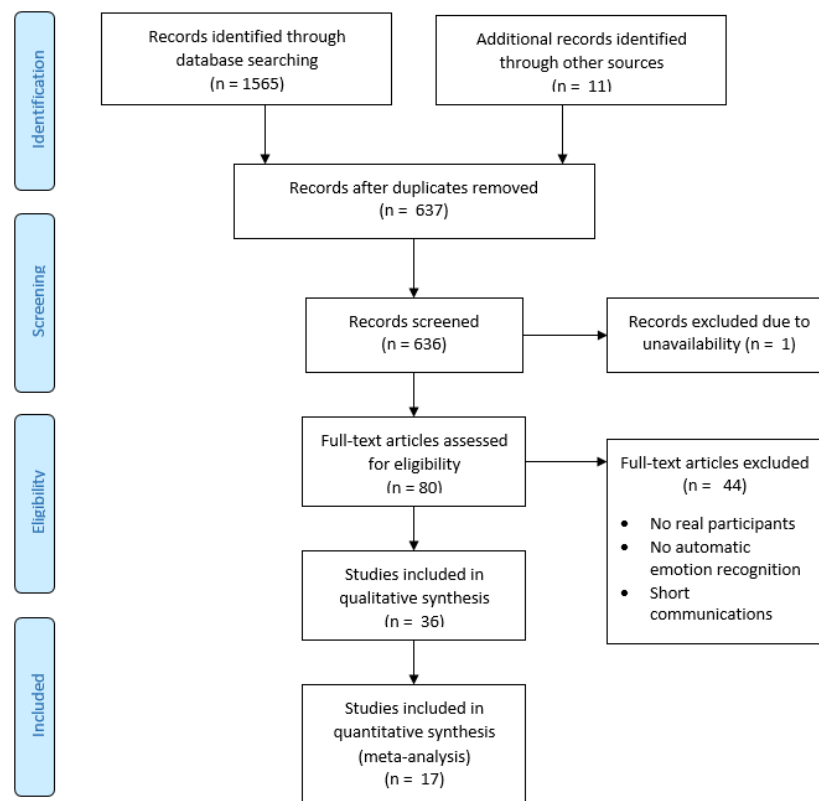 Identification
Records identified through
database searching
(n = 1565)
Additional records identified
through other sources
(n = 11)
Records after duplicates removed
(n = 637)
Screening
Records screened
(n = 636)
Records excluded due to
unavailability (n = 1)
Eligibility
Full-text articles assessed
for eligibility
(n = 80)
Full-text articles excluded
(n = 44)
• No real participants
• No automatic
emotion recognition
• Short
communications
Studies included in
qualitative synthesis
(n = 36)
Included
Studies included in
quantitative synthesis
(meta-analysis)
(n = 17)